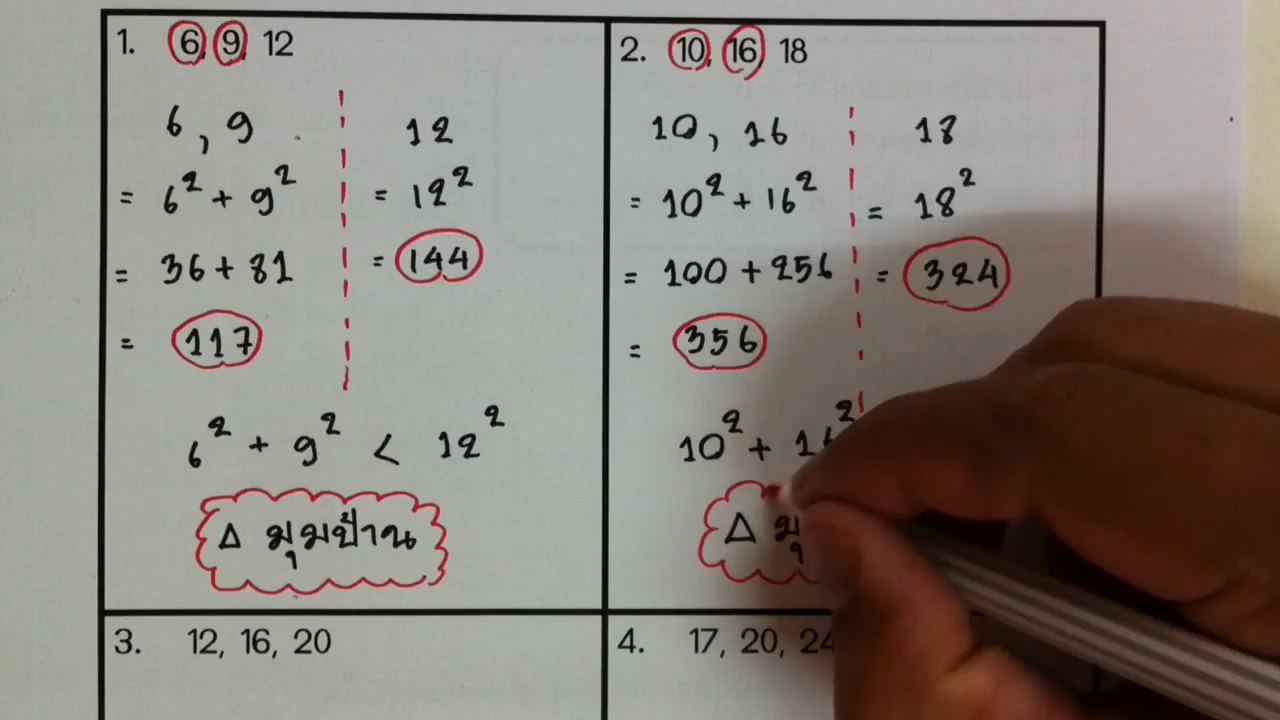 1. 6, 9, 12
6 , 9
12
= 6² + 9²
= 12²
= 36 + 81
= 144
= 117
6² + 9² < 12²
Δ มุมป้าน
2. 10, 16, 18
10, 16
18
= 10² + 16²
= 18²
= 100 + 256
= 324
= 356
10² + 16²
Δ มุ
3. 12, 16, 20
4. 17, 20, 24